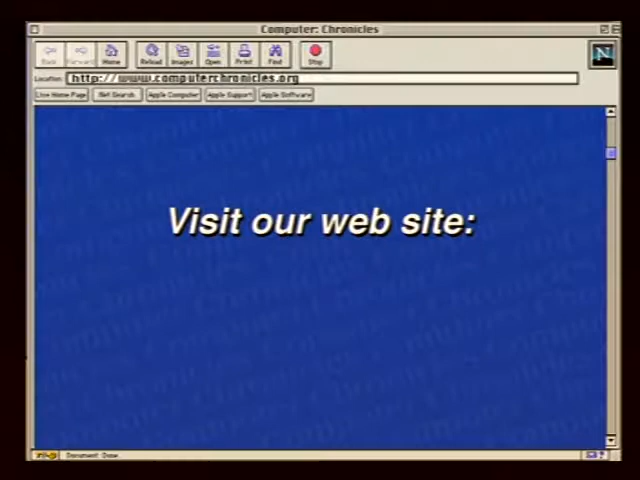 Computer: Chronicles
Back Forward Home Reload Images Open Print Find Stop
N
Location: http://www.computerchronicles.org
Live Home Page Net Search Apple Computer Apple Support Apple Software
Visit our web site:
Document: Done.